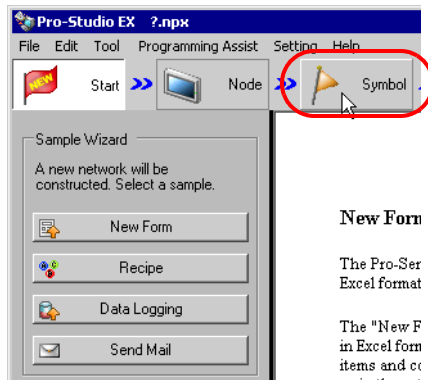 Pro-Studio EX ?.npx
File Edit Tool Programming Assist Setting Help
NEW Start Node Symbol
Sample Wizard
A new network will be
constructed. Select a sample.
New Form
Recipe
Data Logging
Send Mail
New Form
The Pro-Ser
Excel format
The "New F
in Excel form
items and co